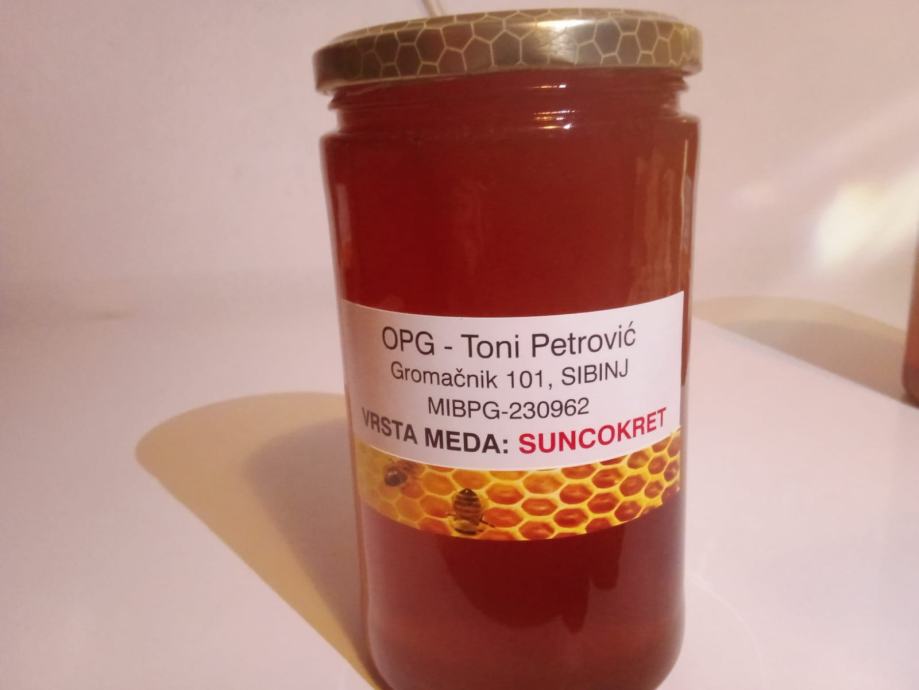 OPG - Toni Petrović
Gromačnik 101, SIBINJ
MIBPG-230962
VRSTA MEDA: SUNCOKRET